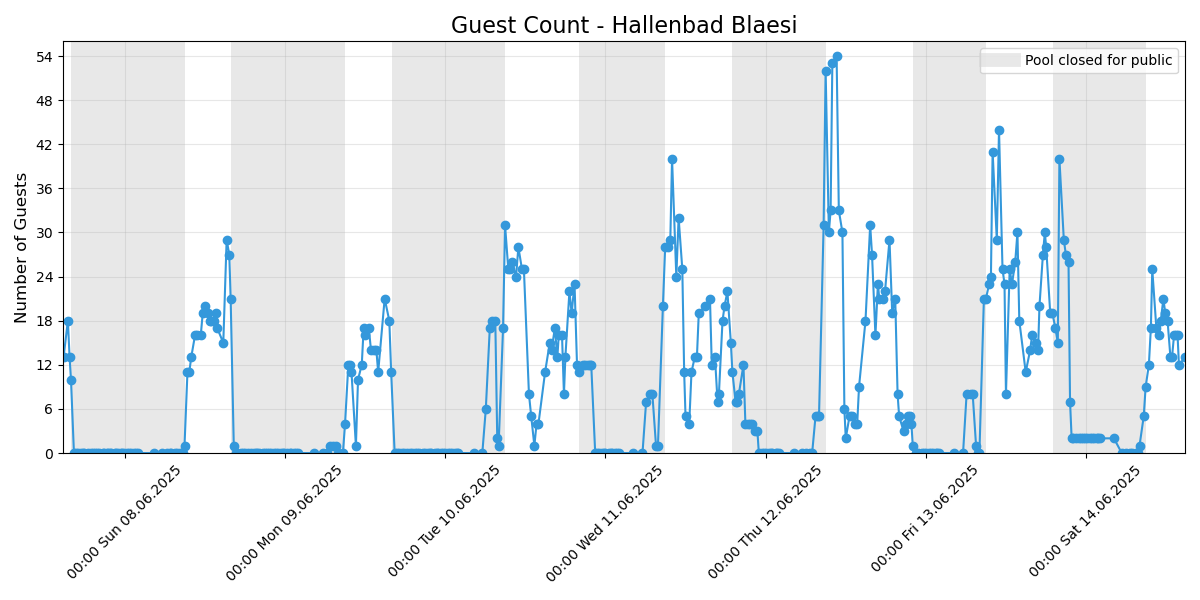 Guest Count - Hallenbad Blaesi
Pool closed for public
Number of Guests
54
48
42
36
30
24
18
12
6
0
00:00 Sun 08.06.2025
00:00 Mon 09.06.2025
00:00 Tue 10.06.2025
00:00 Wed 11.06.2025
00:00 Thu 12.06.2025
00:00 Fri 13.06.2025
00:00 Sat 14.06.2025